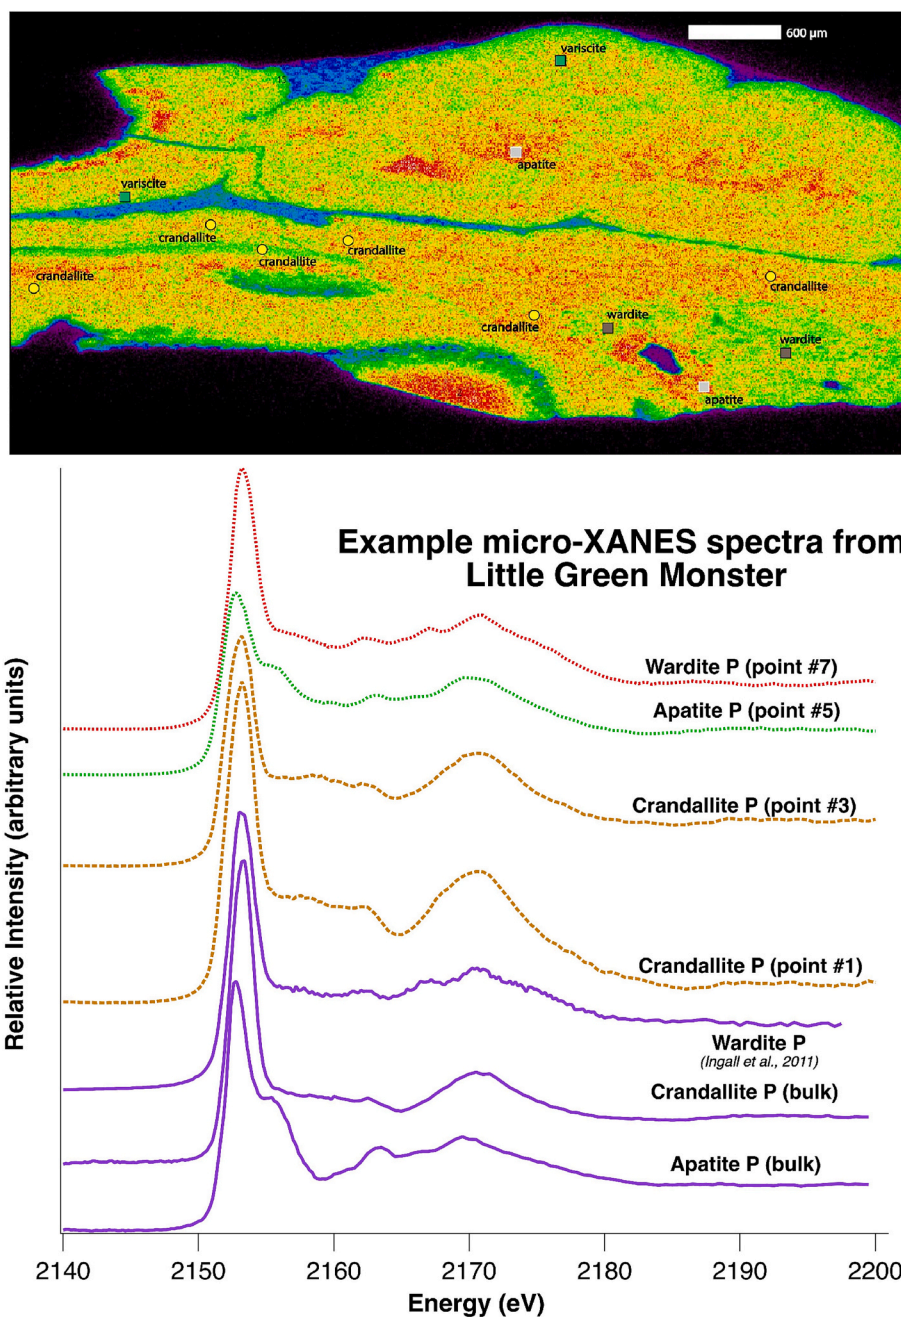 600 µm
variscite
apatite
variscite
crandallite
crandallite
crandallite
crandallite
crandallite
crandallite
wardite
wardite
apatite
Example micro-XANES spectra from
Little Green Monster
Relative Intensity (arbitrary units)
Wardite P (point #7)
Apatite P (point #5)
Crandallite P (point #3)
Crandallite P (point #1)
Wardite P
(Ingall et al., 2011)
Crandallite P (bulk)
Apatite P (bulk)
2140 2150 2160 2170 2180 2190 2200
Energy (eV)